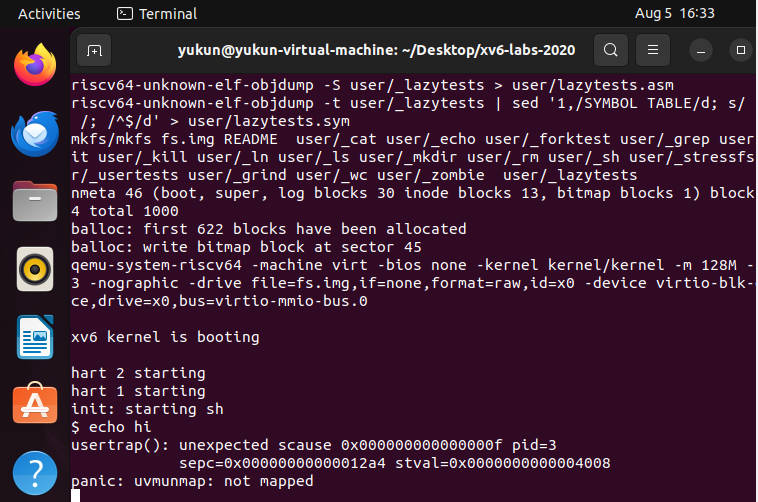 Activities
Terminal
Aug 5 16:33
yukun@yukun-virtual-machine: ~/Desktop/xv6-labs-2020
riscv64-unknown-elf-objdump -S user/_lazytests > user/lazytests.asm
riscv64-unknown-elf-objdump -t user/_lazytests | sed '1,/SYMBOL TABLE/d; s/
 /; /^$/d' > user/lazytests.sym
mkfs/mkfs fs.img README  user/_cat user/_echo user/_forktest user/_grep user
it user/_kill user/_ln user/_ls user/_mkdir user/_rm user/_sh user/_stressfs
r/_usertests user/_grind user/_wc user/_zombie  user/_lazytests
nmeta 46 (boot, super, log blocks 30 inode blocks 13, bitmap blocks 1) block
4 total 1000
balloc: first 622 blocks have been allocated
balloc: write bitmap block at sector 45
qemu-system-riscv64 -machine virt -bios none -kernel kernel/kernel -m 128M -
3 -nographic -drive file=fs.img,if=none,format=raw,id=x0 -device virtio-blk-
ce,drive=x0,bus=virtio-mmio-bus.0
xv6 kernel is booting
hart 2 starting
hart 1 starting
init: starting sh
$ echo hi
usertrap(): unexpected scause 0x000000000000000f pid=3
            sepc=0x00000000000012a4 stval=0x0000000000004008
panic: uvmunmap: not mapped